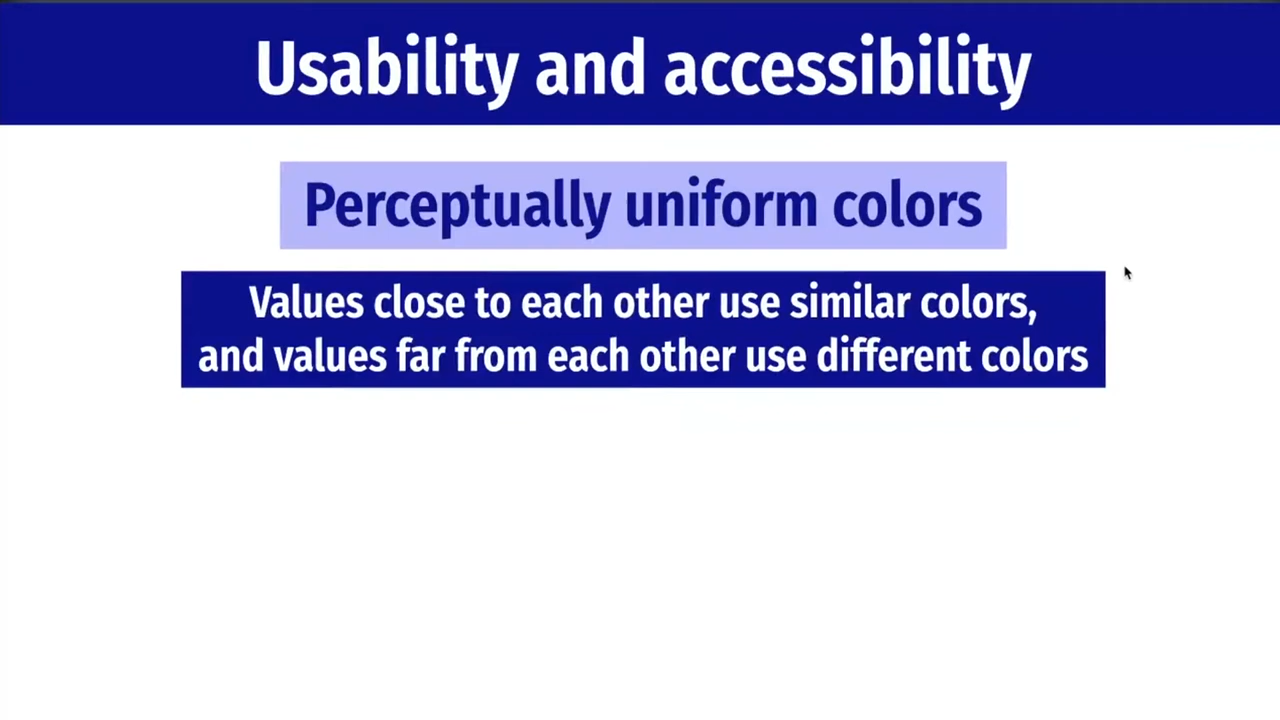 Usability and accessibility
Perceptually uniform colors
Values close to each other use similar colors,
and values far from each other use different colors